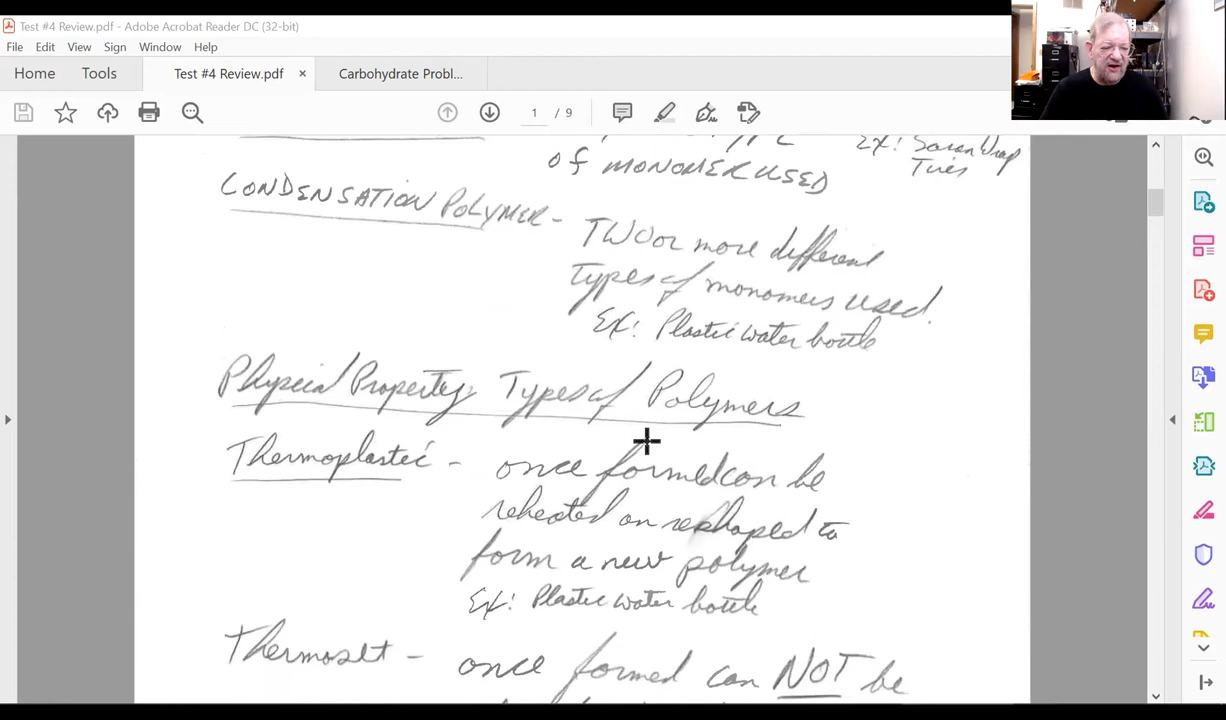 Test #4 Review.pdf - Adobe Acrobat Reader DC (32-bit)
File Edit View Sign Window Help
Home Tools Test #4 Review.pdf × Carbohydrate Probl...
1 / 9
Ex: Saran Wrap
of MONOMER USED Tires
CONDENSATION POLYMER - TWO or more different
types of monomers used.
Ex: Plastic water bottle
Physical Property Types of Polymers
Thermoplastic - once formed can be
reheated an reshaped to
form a new polymer
Ex: Plastic water bottle
Thermoset - once formed can NOT be